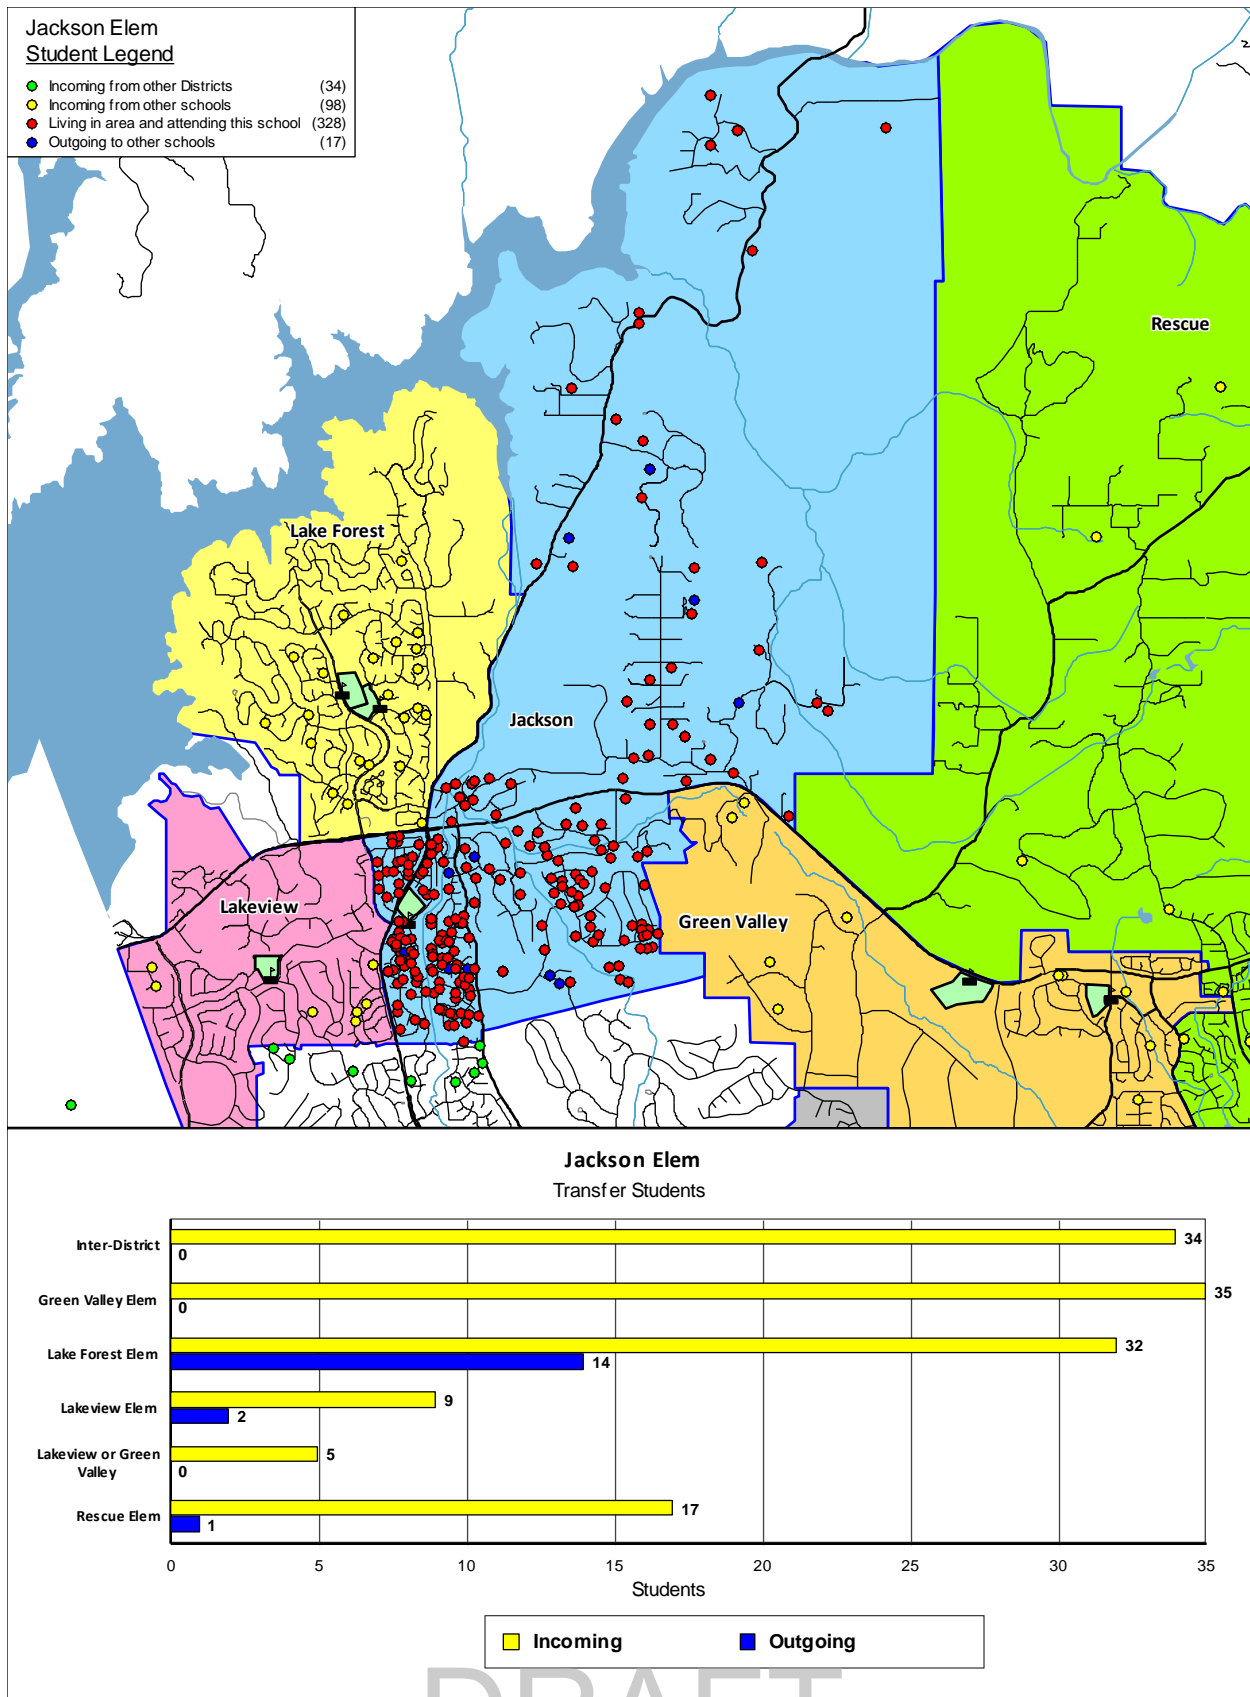 Jackson Elem
Student Legend
Incoming from other Districts (34)
Incoming from other schools (98)
Living in area and attending this school (328)
Outgoing to other schools (17)
Rescue
Lake Forest
Jackson
Lakeview
Green Valley
Jackson Elem
Transfer Students
Inter-District 34
0
Green Valley Elem 35
0
Lake Forest Elem 32
14
Lakeview Elem 9
2
Lakeview or Green
Valley
5
0
Rescue Elem 17
1
0 5 10 15 20 25 30 35
Students
Incoming Outgoing
DRAFT